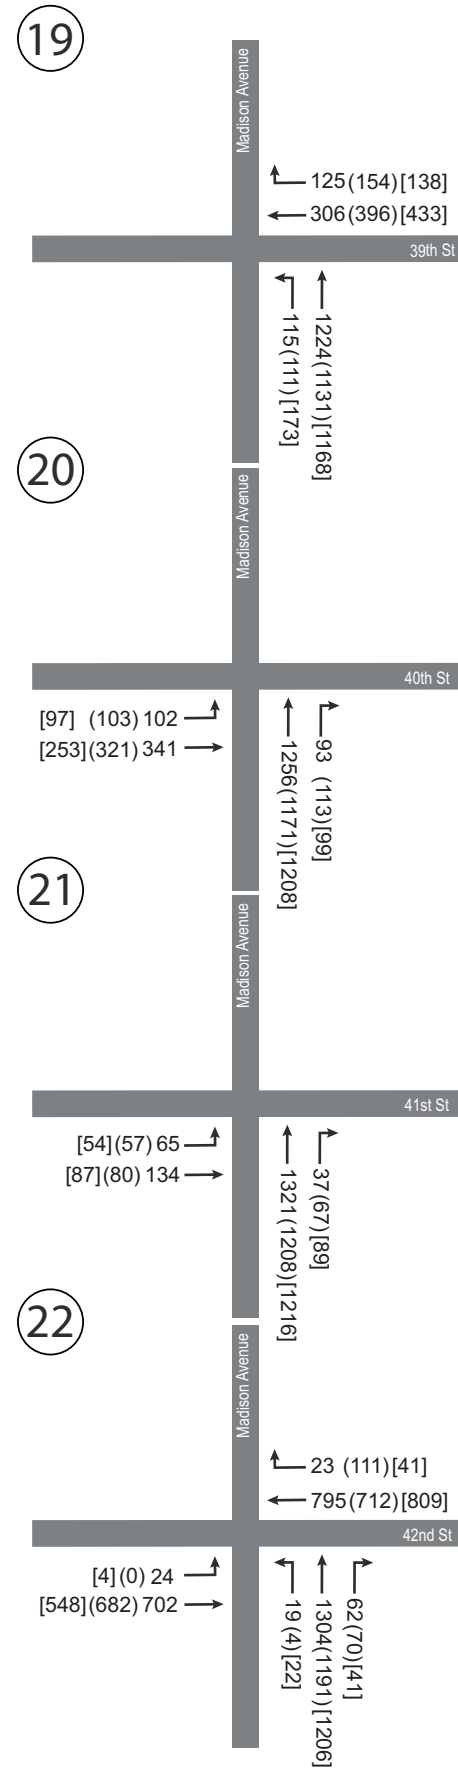 19
Madison Avenue
125 (154) [138]
306 (396) [433]
39th St
115 (111) [173]
1224 (1131) [1168]
20
Madison Avenue
40th St
[97] (103) 102
[253] (321) 341
1256 (1171) [1208]
93 (113) [99]
21
Madison Avenue
41st St
[54] (57) 65
[87] (80) 134
1321 (1208) [1216]
37 (67) [89]
22
Madison Avenue
23 (111) [41]
795 (712) [809]
42nd St
[4] (0) 24
[548] (682) 702
19 (4) [22]
1304 (1191) [1206]
62 (70) [41]